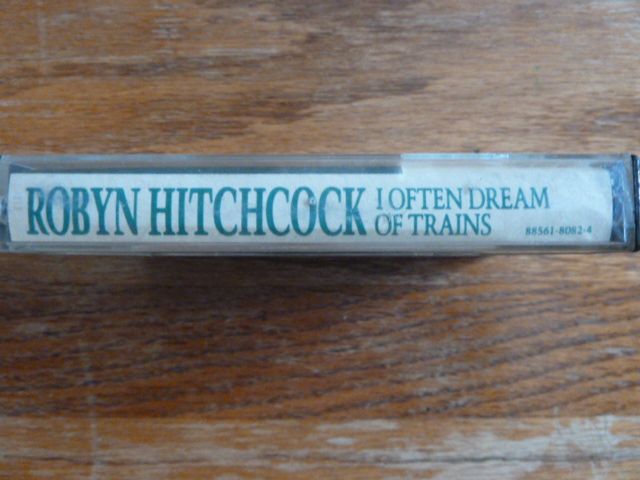 ROBYN HITCHCOCK
I OFTEN DREAM
OF TRAINS
88561-8082-4